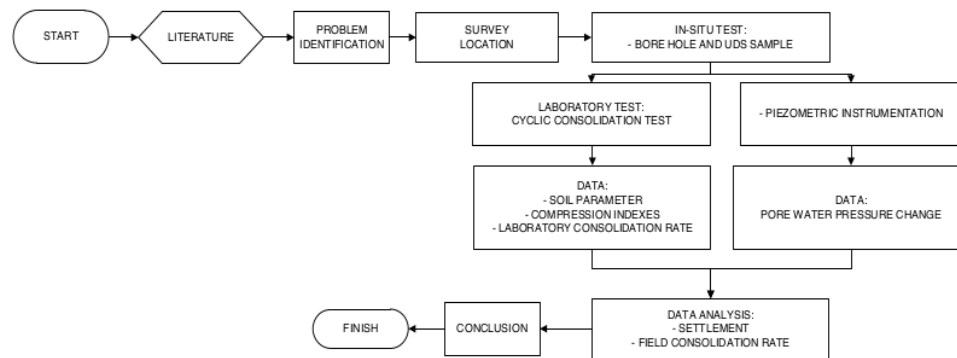 START
LITERATURE
PROBLEM
IDENTIFICATION
SURVEY
LOCATION
IN-SITU TEST:
- BORE HOLE AND UDS SAMPLE
LABORATORY TEST:
CYCLIC CONSOLIDATION TEST
- PIEZOMETRIC INSTRUMENTATION
DATA:
- SOIL PARAMETER
- COMPRESSION INDEXES
- LABORATORY CONSOLIDATION RATE
DATA:
PORE WATER PRESSURE CHANGE
DATA ANALYSIS:
- SETTLEMENT
- FIELD CONSOLIDATION RATE
CONCLUSION
FINISH